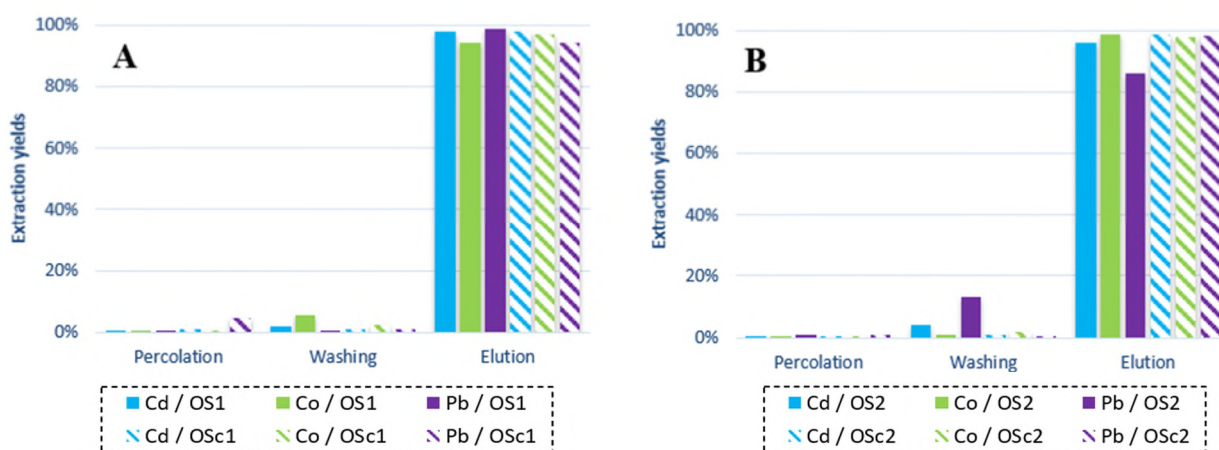 A
Extraction yields
100%
80%
60%
40%
20%
0%
Percolation Washing Elution
Cd / OS1 Co / OS1 Pb / OS1
Cd / OSc1 Co / OSc1 Pb / OSc1
B
Extraction yields
100%
80%
60%
40%
20%
0%
Percolation Washing Elution
Cd / OS2 Co / OS2 Pb / OS2
Cd / OSc2 Co / OSc2 Pb / OSc2